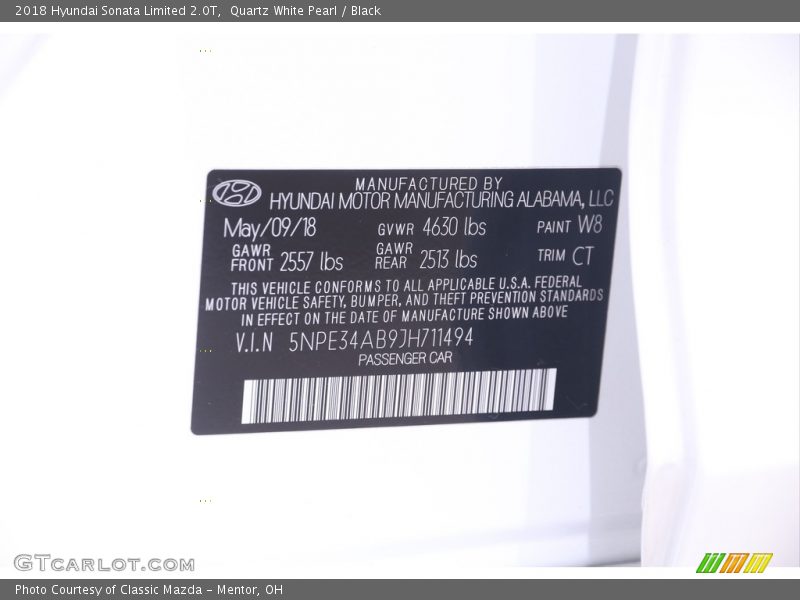 2018 Hyundai Sonata Limited 2.0T,  Quartz White Pearl / Black
MANUFACTURED BY
HYUNDAI MOTOR MANUFACTURING ALABAMA, LLC
May/09/18 GVWR 4630 lbs PAINT W8
GAWR FRONT 2557 lbs GAWR REAR 2513 lbs TRIM CT
THIS VEHICLE CONFORMS TO ALL APPLICABLE U.S.A. FEDERAL
MOTOR VEHICLE SAFETY, BUMPER, AND THEFT PREVENTION STANDARDS
IN EFFECT ON THE DATE OF MANUFACTURE SHOWN ABOVE
V.I.N 5NPE34AB9JH711494
PASSENGER CAR
GTCARLOT.COM
Photo Courtesy of Classic Mazda - Mentor, OH